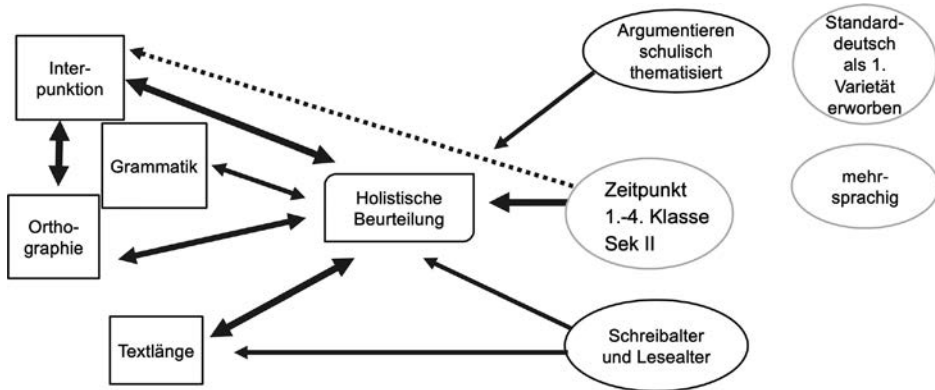 Inter-
punktion
Grammatik
Ortho-
graphie
Textlänge
Holistische
Beurteilung
Argumentieren
schulisch
thematisiert
Zeitpunkt
1.-4. Klasse
Sek II
Schreibalter
und Lesealter
Standard-
deutsch
als 1.
Varietät
erworben
mehr-
sprachig